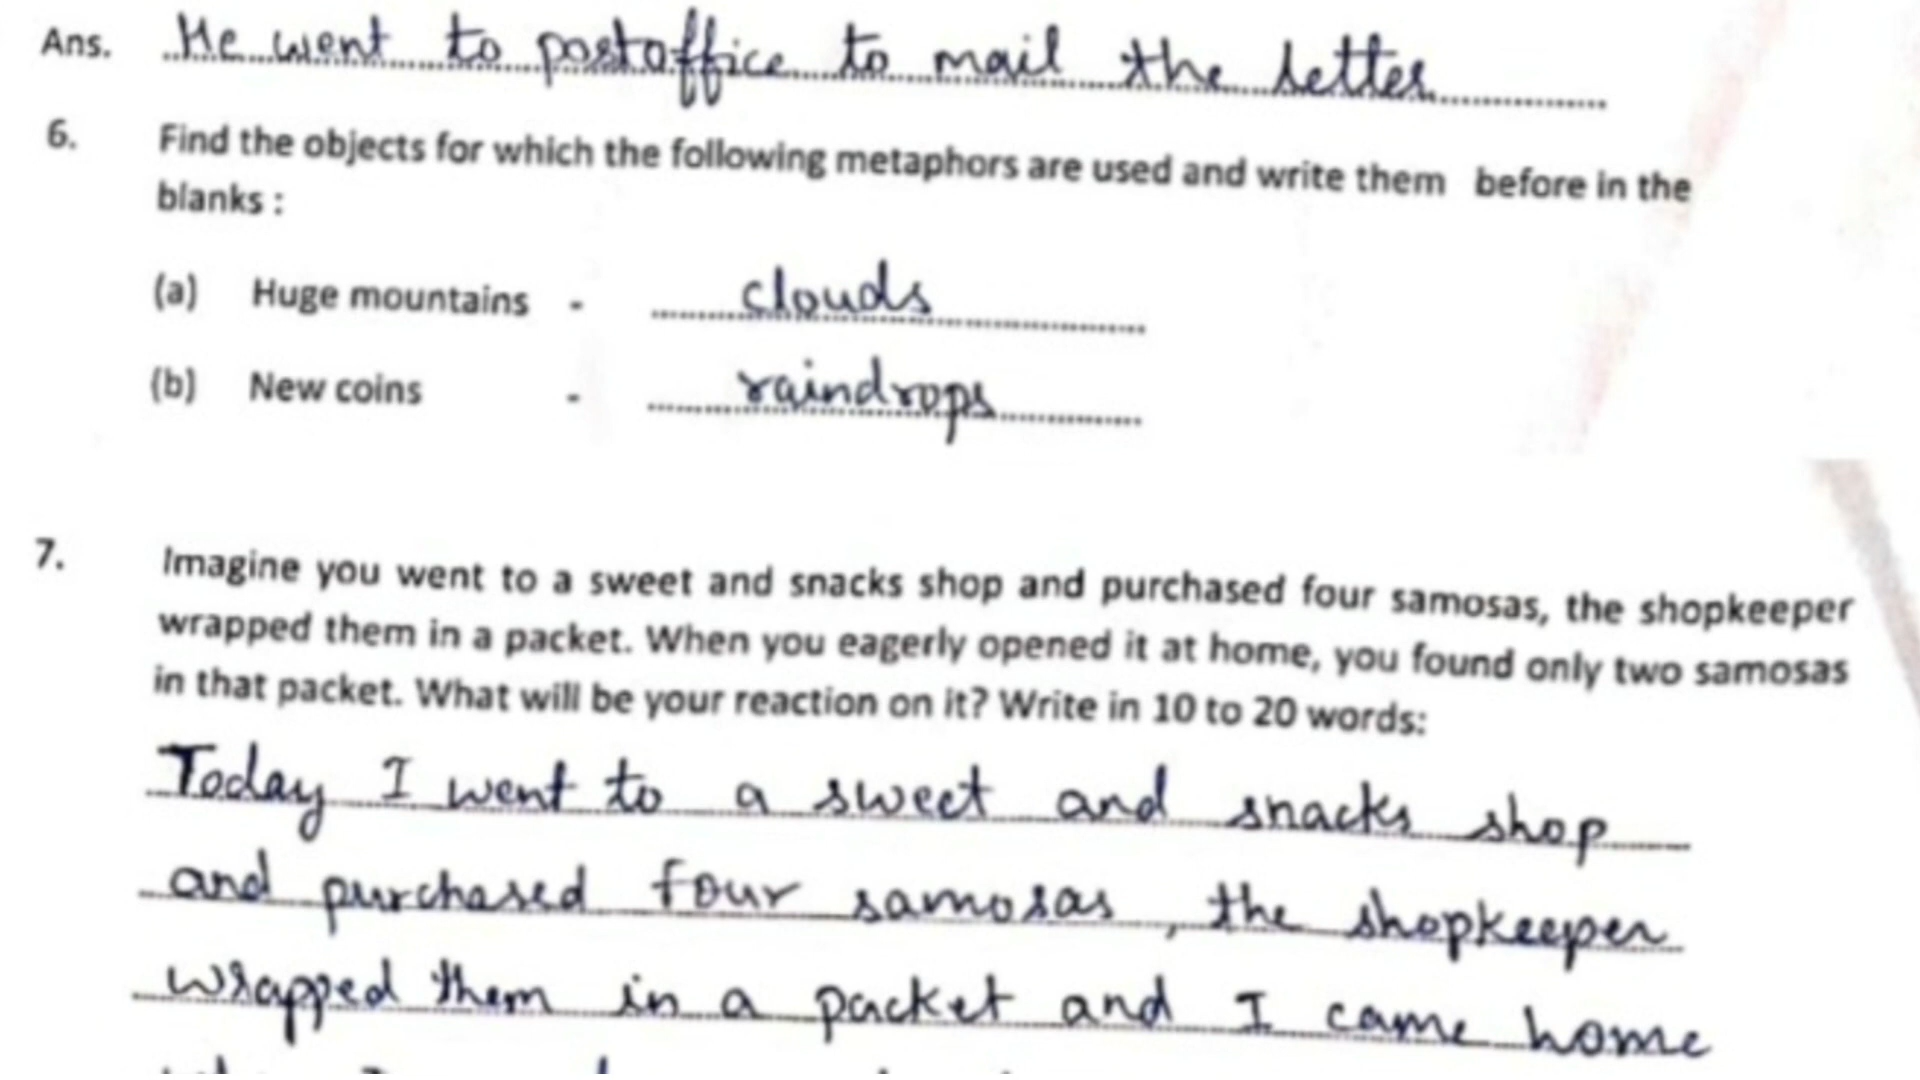 Ans. He went to postoffice to mail the letter
6. Find the objects for which the following metaphors are used and write them before in the
blanks :
(a) Huge mountains - clouds
(b) New coins - raindrops
7. Imagine you went to a sweet and snacks shop and purchased four samosas, the shopkeeper
wrapped them in a packet. When you eagerly opened it at home, you found only two samosas
in that packet. What will be your reaction on it? Write in 10 to 20 words:
Today I went to a sweet and snacks shop
and purchased four samosas, the shopkeeper
wrapped them in a packet and I came home